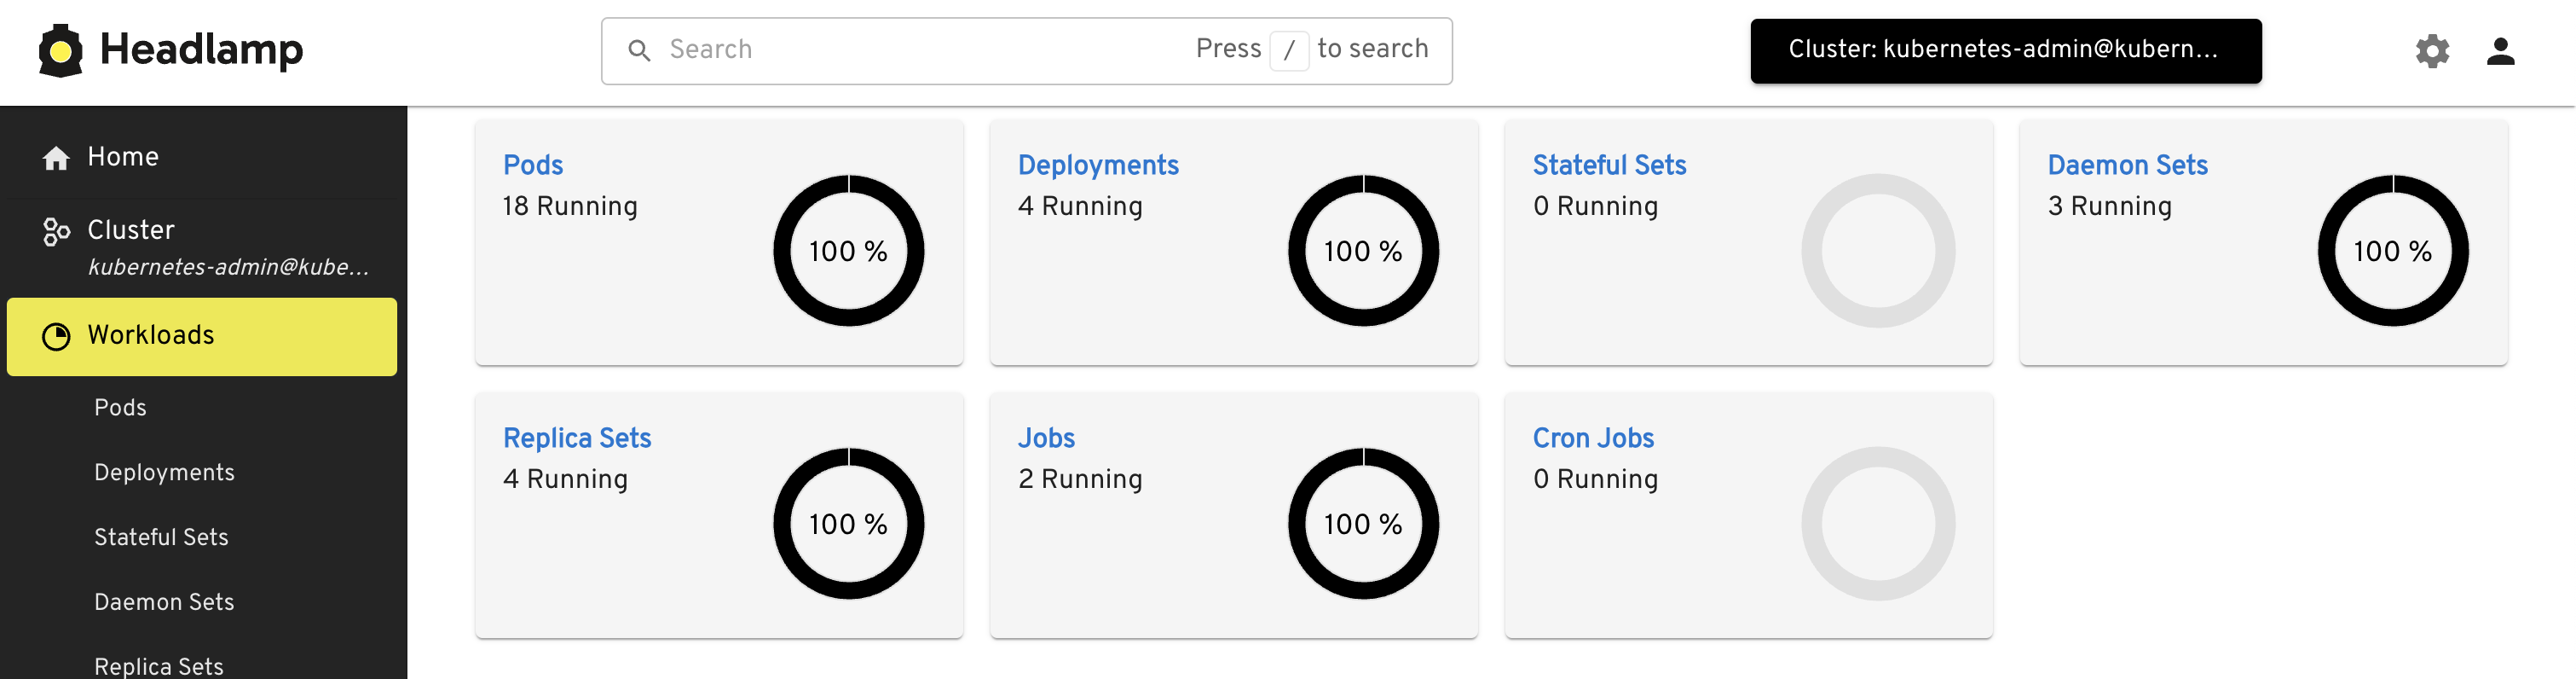 Headlamp
Search
Press / to search
Cluster: kubernetes-admin@kubern...
Home
Cluster
kubernetes-admin@kube...
Workloads
Pods
Deployments
Stateful Sets
Daemon Sets
Replica Sets
Pods
18 Running
100 %
Deployments
4 Running
100 %
Stateful Sets
0 Running
Daemon Sets
3 Running
100 %
Replica Sets
4 Running
100 %
Jobs
2 Running
100 %
Cron Jobs
0 Running